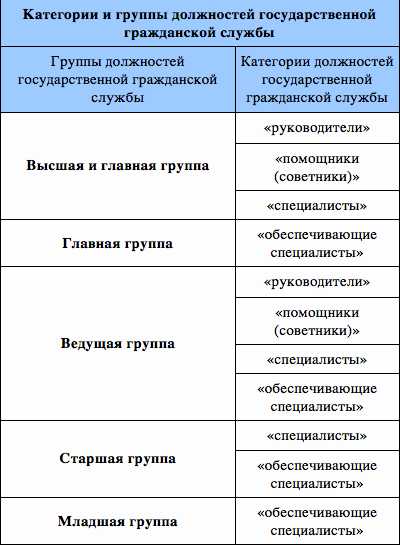 Категории и группы должностей государственной
гражданской службы
Группы должностей
государственной гражданской
службы
Категории должностей
государственной
гражданской службы
Высшая и главная группа
«руководители»
«помощники
(советники)»
«специалисты»
Главная группа
«обеспечивающие
специалисты»
Ведущая группа
«руководители»
«помощники
(советники)»
«специалисты»
«обеспечивающие
специалисты»
Старшая группа
«специалисты»
«обеспечивающие
специалисты»
Младшая группа
«обеспечивающие
специалисты»